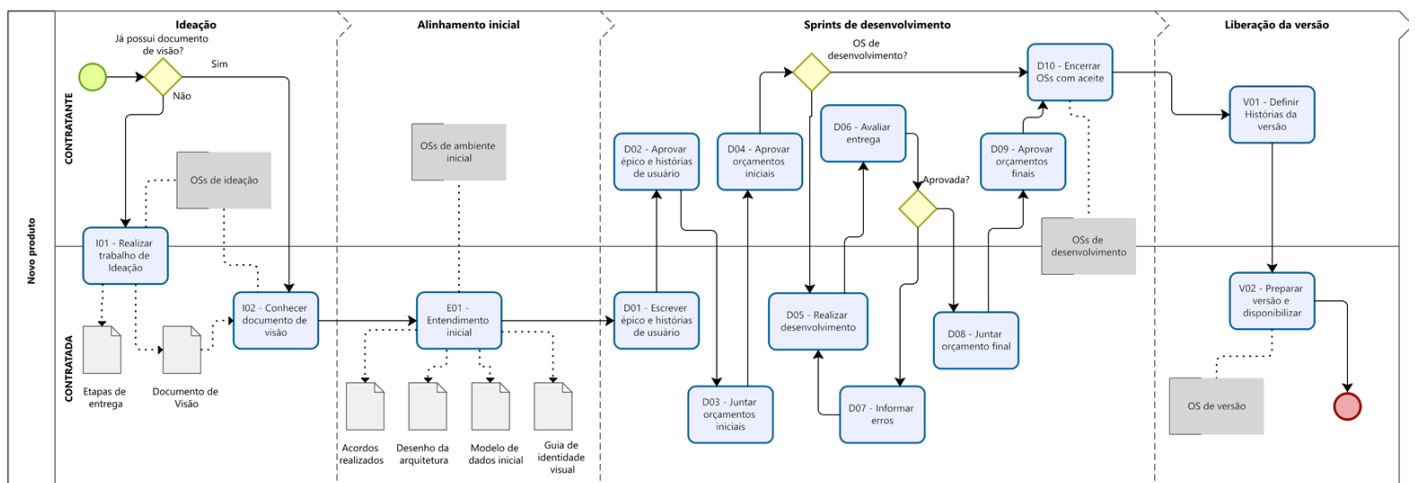 Novo produto
CONTRATANTE
CONTRATADA
Ideação
Alinhamento inicial
Sprints de desenvolvimento
Liberação da versão
Já possui documento
de visão?
Sim
Não
OSs de ideação
I01 - Realizar
trabalho de
Ideação
I02 - Conhecer
documento de
visão
Etapas de
entrega
Documento de
Visão
OSs de ambiente
inicial
E01 -
Entendimento
inicial
Acordos
realizados
Desenho da
arquitetura
Modelo de
dados inicial
Guia de
identidade
visual
D01 - Escrever
épico e histórias
de usuário
D02 - Aprovar
épico e histórias
de usuário
D03 - Juntar
orçamentos
iniciais
D04 - Aprovar
orçamentos
iniciais
OS de
desenvolvimento?
D05 - Realizar
desenvolvimento
D06 - Avaliar
entrega
Aprovada?
D07 - Informar
erros
D08 - Juntar
orçamento final
D09 - Aprovar
orçamentos
finais
D10 - Encerrar
OSs com aceite
OSs de
desenvolvimento
V01 - Definir
Histórias da
versão
V02 - Preparar
versão e
disponibilizar
OS de versão